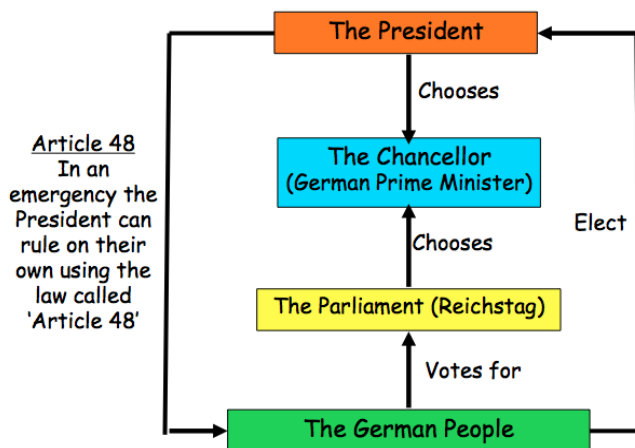 The President
Chooses
Article 48
In an
emergency the
President can
rule on their
own using the
law called
‘Article 48’
The Chancellor
(German Prime Minister)
Elect
Chooses
The Parliament (Reichstag)
Votes for
The German People